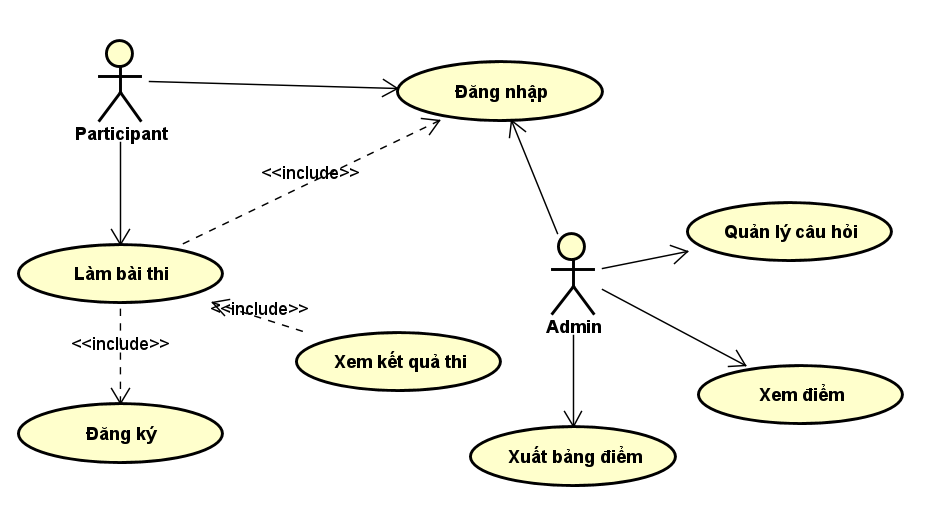 Đăng nhập
Participant
<<include>>
Quản lý câu hỏi
Làm bài thi
<<include>>
Admin
<<include>>
Xem kết quả thi
Xem điểm
Đăng ký
Xuất bảng điểm